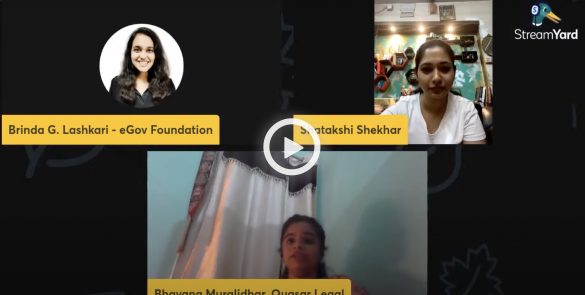 StreamYard
Brinda G. Lashkari - eGov Foundation
Shekhar
Bhavana Muralidhar, Quasar Legal